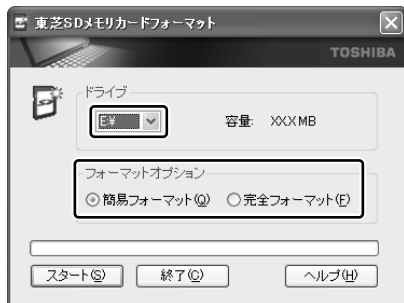 東芝SDメモリカードフォーマット
TOSHIBA
ドライブ
E:¥ 容量: XXXMB
フォーマットオプション
簡易フォーマット(Q) 完全フォーマット(F)
スタート(S) 終了(C) ヘルプ(H)